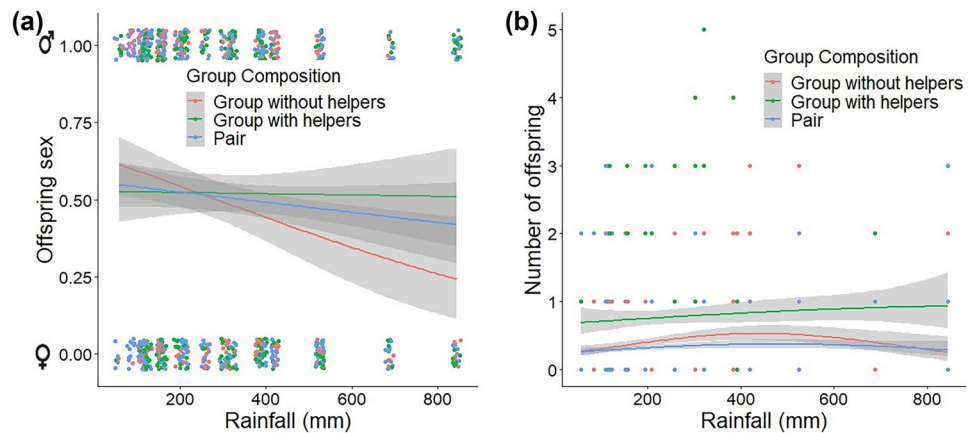 (a)
♂
1.00
0.75
0.50
0.25
♀
0.00
Offspring sex
Group Composition
Group without helpers
Group with helpers
Pair
200
400
600
800
Rainfall (mm)
(b)
5
4
3
2
1
0
Number of offspring
Group Composition
Group without helpers
Group with helpers
Pair
0
200
400
600
800
Rainfall (mm)